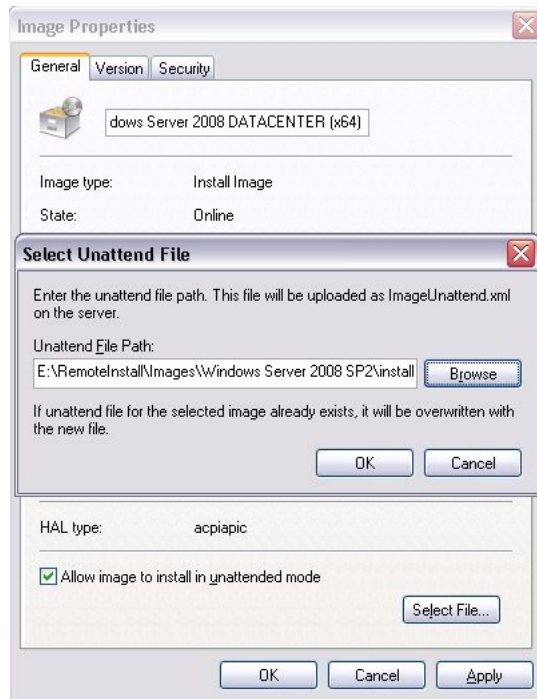 Image Properties
General Version Security
dows Server 2008 DATACENTER (x64)
Image type: Install Image
State: Online
Select Unattend File
Enter the unattend file path. This file will be uploaded as ImageUnattend.xml
on the server.
Unattend File Path:
E:\RemoteInstall\Images\Windows Server 2008 SP2\install
Browse
If unattend file for the selected image already exists, it will be overwritten with
the new file.
OK Cancel
HAL type: acpiapic
Allow image to install in unattended mode
Select File...
OK Cancel Apply